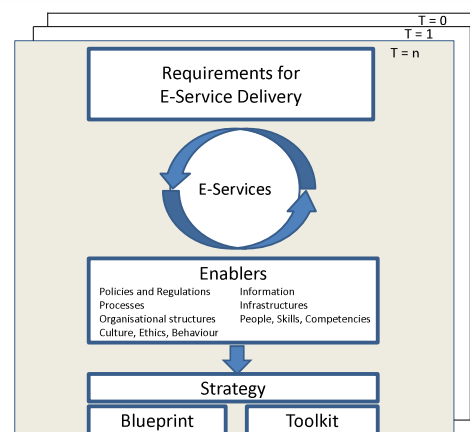 T = 0
T = 1
T = n
Requirements for
E-Service Delivery
E-Services
Enablers
Policies and Regulations
Processes
Organisational structures
Culture, Ethics, Behaviour
Information
Infrastructures
People, Skills, Competencies
Strategy
Blueprint
Toolkit